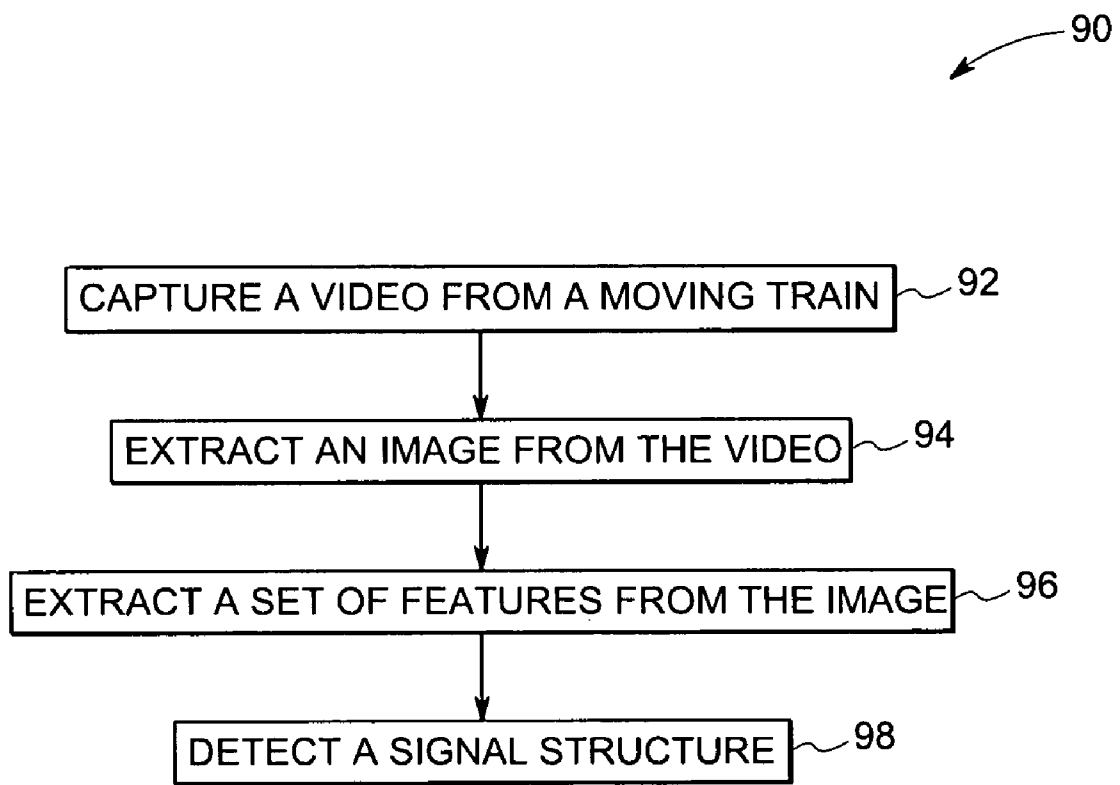 90
CAPTURE A VIDEO FROM A MOVING TRAIN 92
EXTRACT AN IMAGE FROM THE VIDEO 94
EXTRACT A SET OF FEATURES FROM THE IMAGE 96
DETECT A SIGNAL STRUCTURE 98